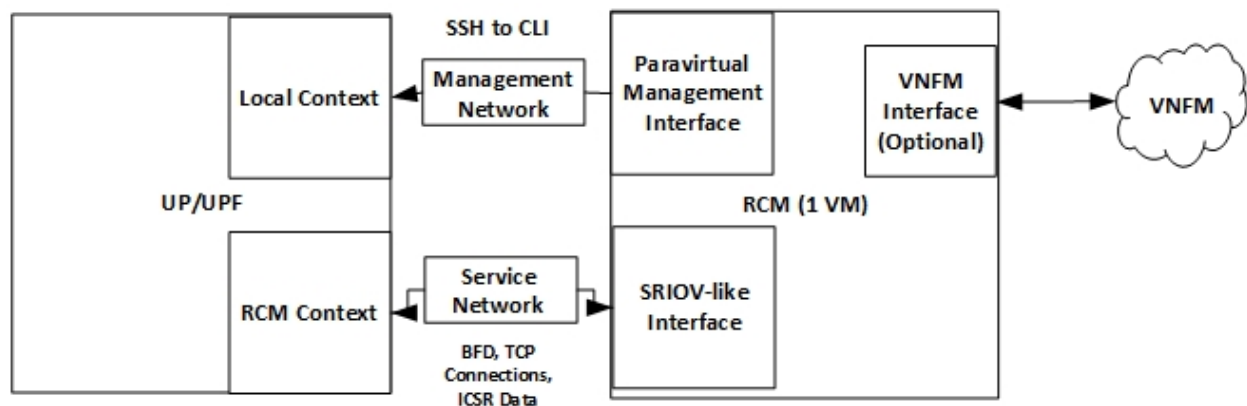 Local Context
UP/UPF
RCM Context
SSH to CLI
Management
Network
Service
Network
BFD, TCP
Connections,
ICSR Data
Paravirtual
Management
Interface
RCM (1 VM)
SRIOV-like
Interface
VNFM
Interface
(Optional)
VNFM